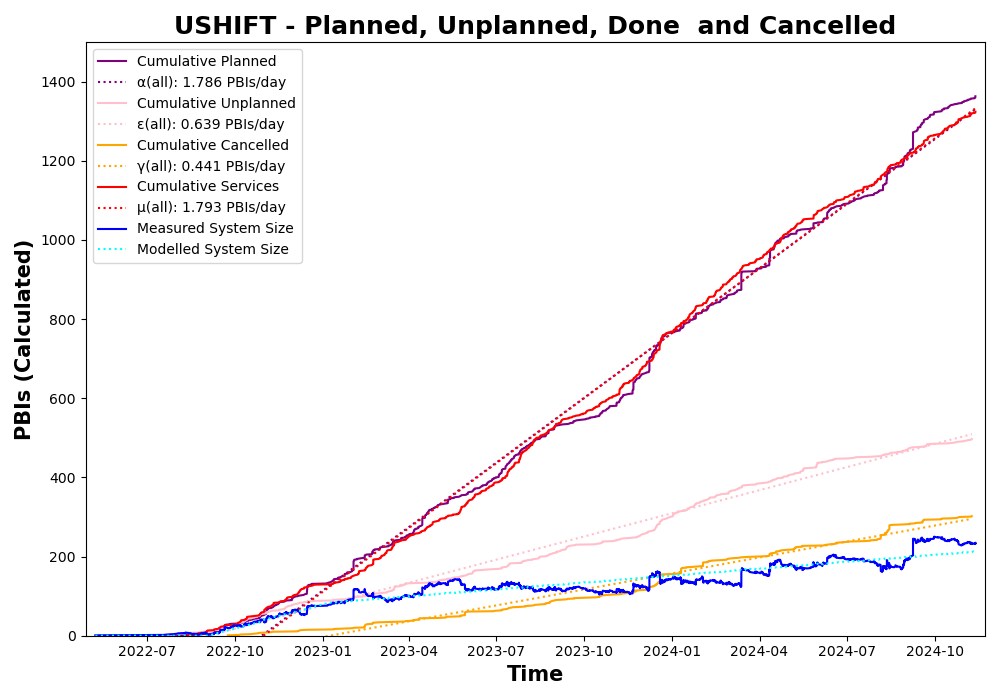 USHIFT - Planned, Unplanned, Done  and Cancelled
Cumulative Planned
α(all): 1.786 PBIs/day
Cumulative Unplanned
ε(all): 0.639 PBIs/day
Cumulative Cancelled
γ(all): 0.441 PBIs/day
Cumulative Services
μ(all): 1.793 PBIs/day
Measured System Size
Modelled System Size
PBIs (Calculated)
1400
1200
1000
800
600
400
200
0
2022-07 2022-10 2023-01 2023-04 2023-07 2023-10 2024-01 2024-04 2024-07 2024-10
Time